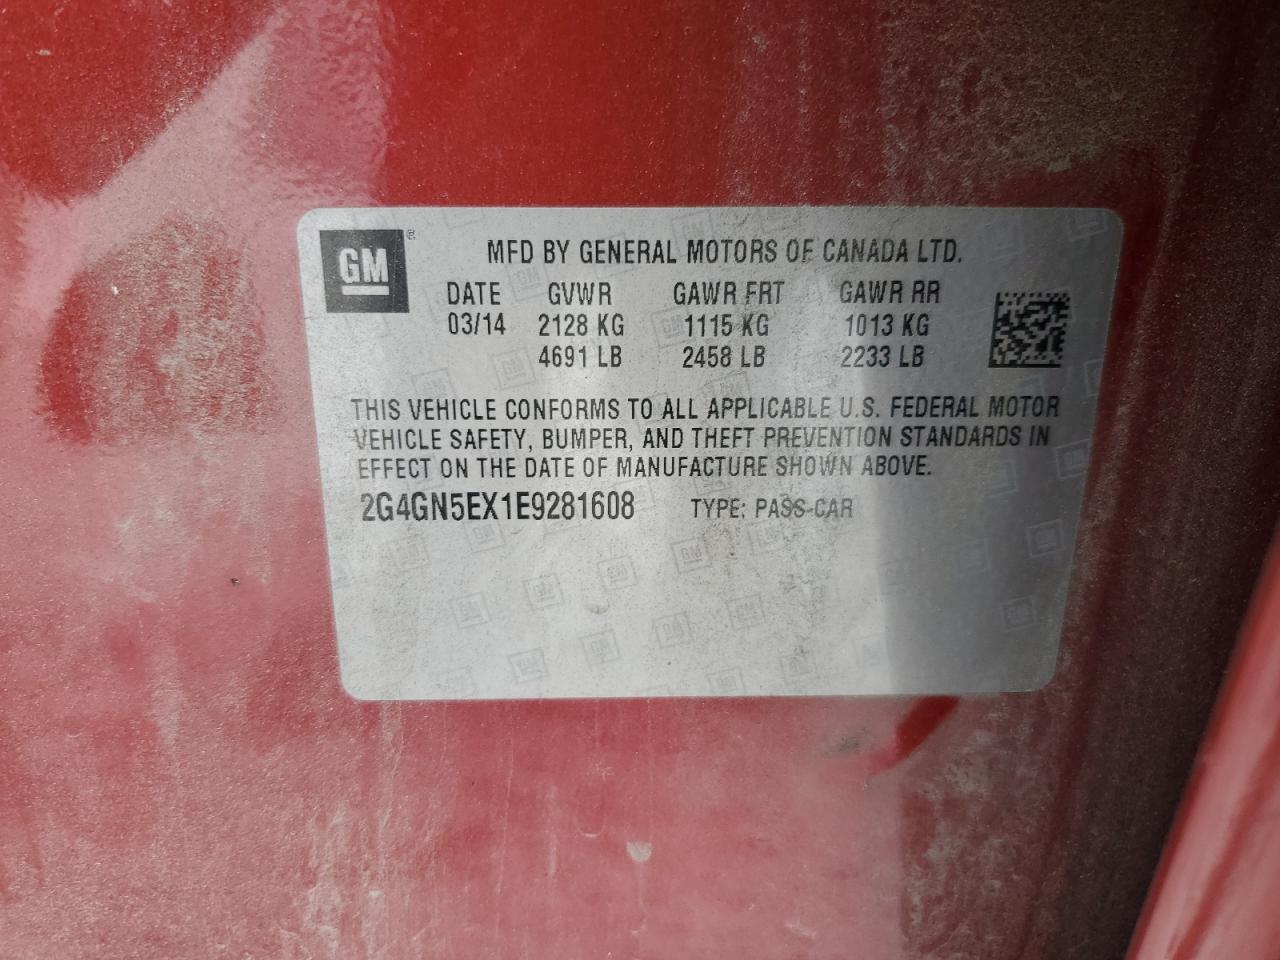 GM
®
MFD BY GENERAL MOTORS OF CANADA LTD.
DATE GVWR GAWR FRT GAWR RR
03/14 2128 KG 1115 KG 1013 KG
4691 LB 2458 LB 2233 LB
THIS VEHICLE CONFORMS TO ALL APPLICABLE U.S. FEDERAL MOTOR
VEHICLE SAFETY, BUMPER, AND THEFT PREVENTION STANDARDS IN
EFFECT ON THE DATE OF MANUFACTURE SHOWN ABOVE.
2G4GN5EX1E9281608 TYPE: PASS-CAR